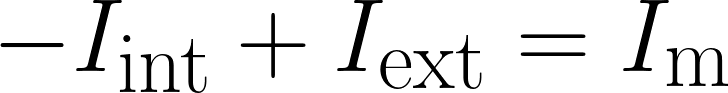 −I_int + I_ext = I_m